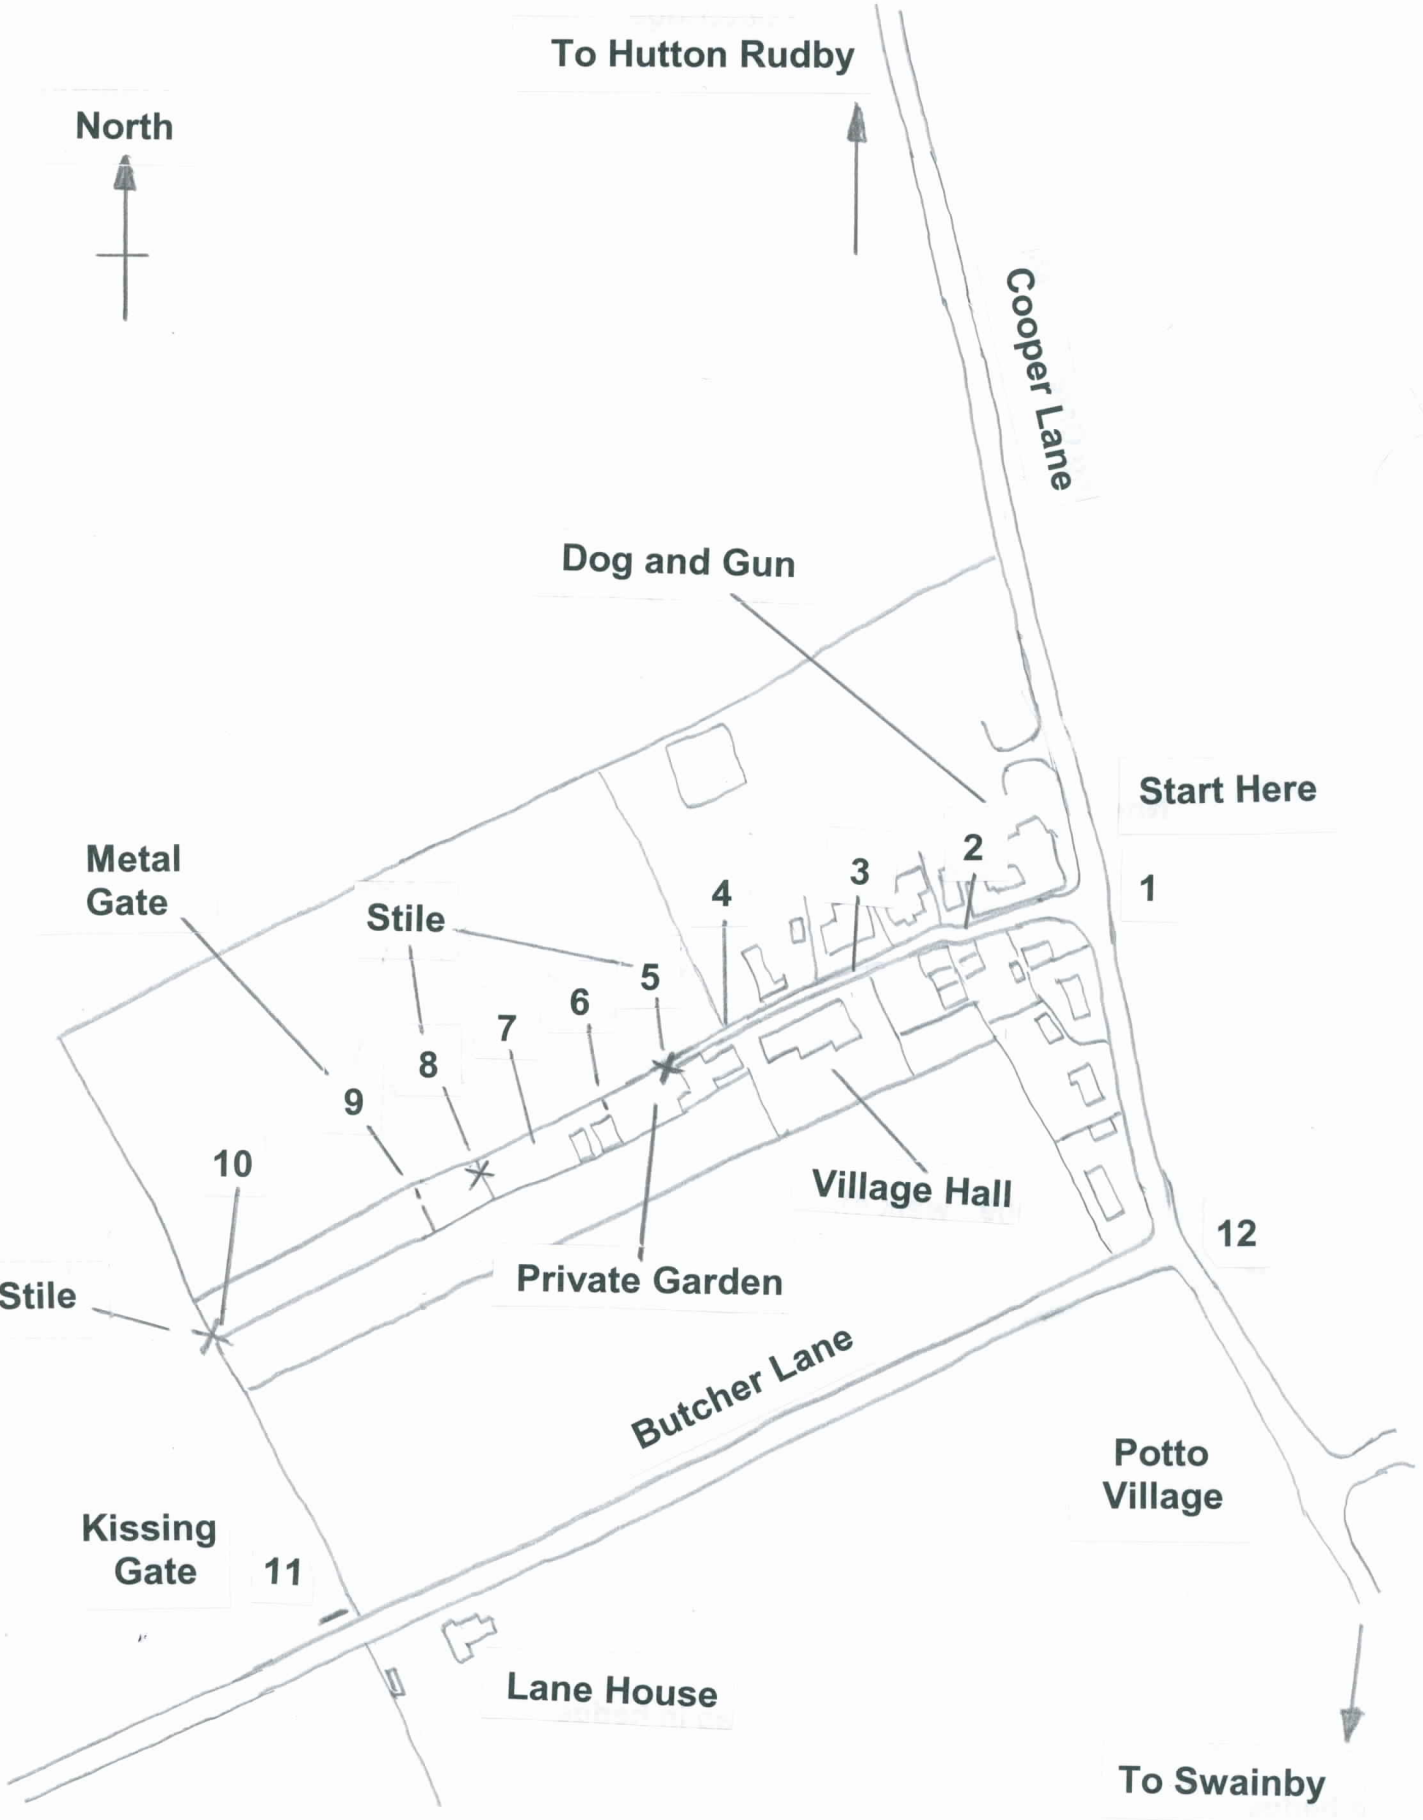 To Hutton Rudby
North
Cooper Lane
Dog and Gun
Start Here
Metal
Gate
Stile
1
2
3
4
5
6
7
8
9
10
Village Hall
12
Stile
Private Garden
Butcher Lane
Potto
Village
Kissing
Gate
11
Lane House
To Swainby